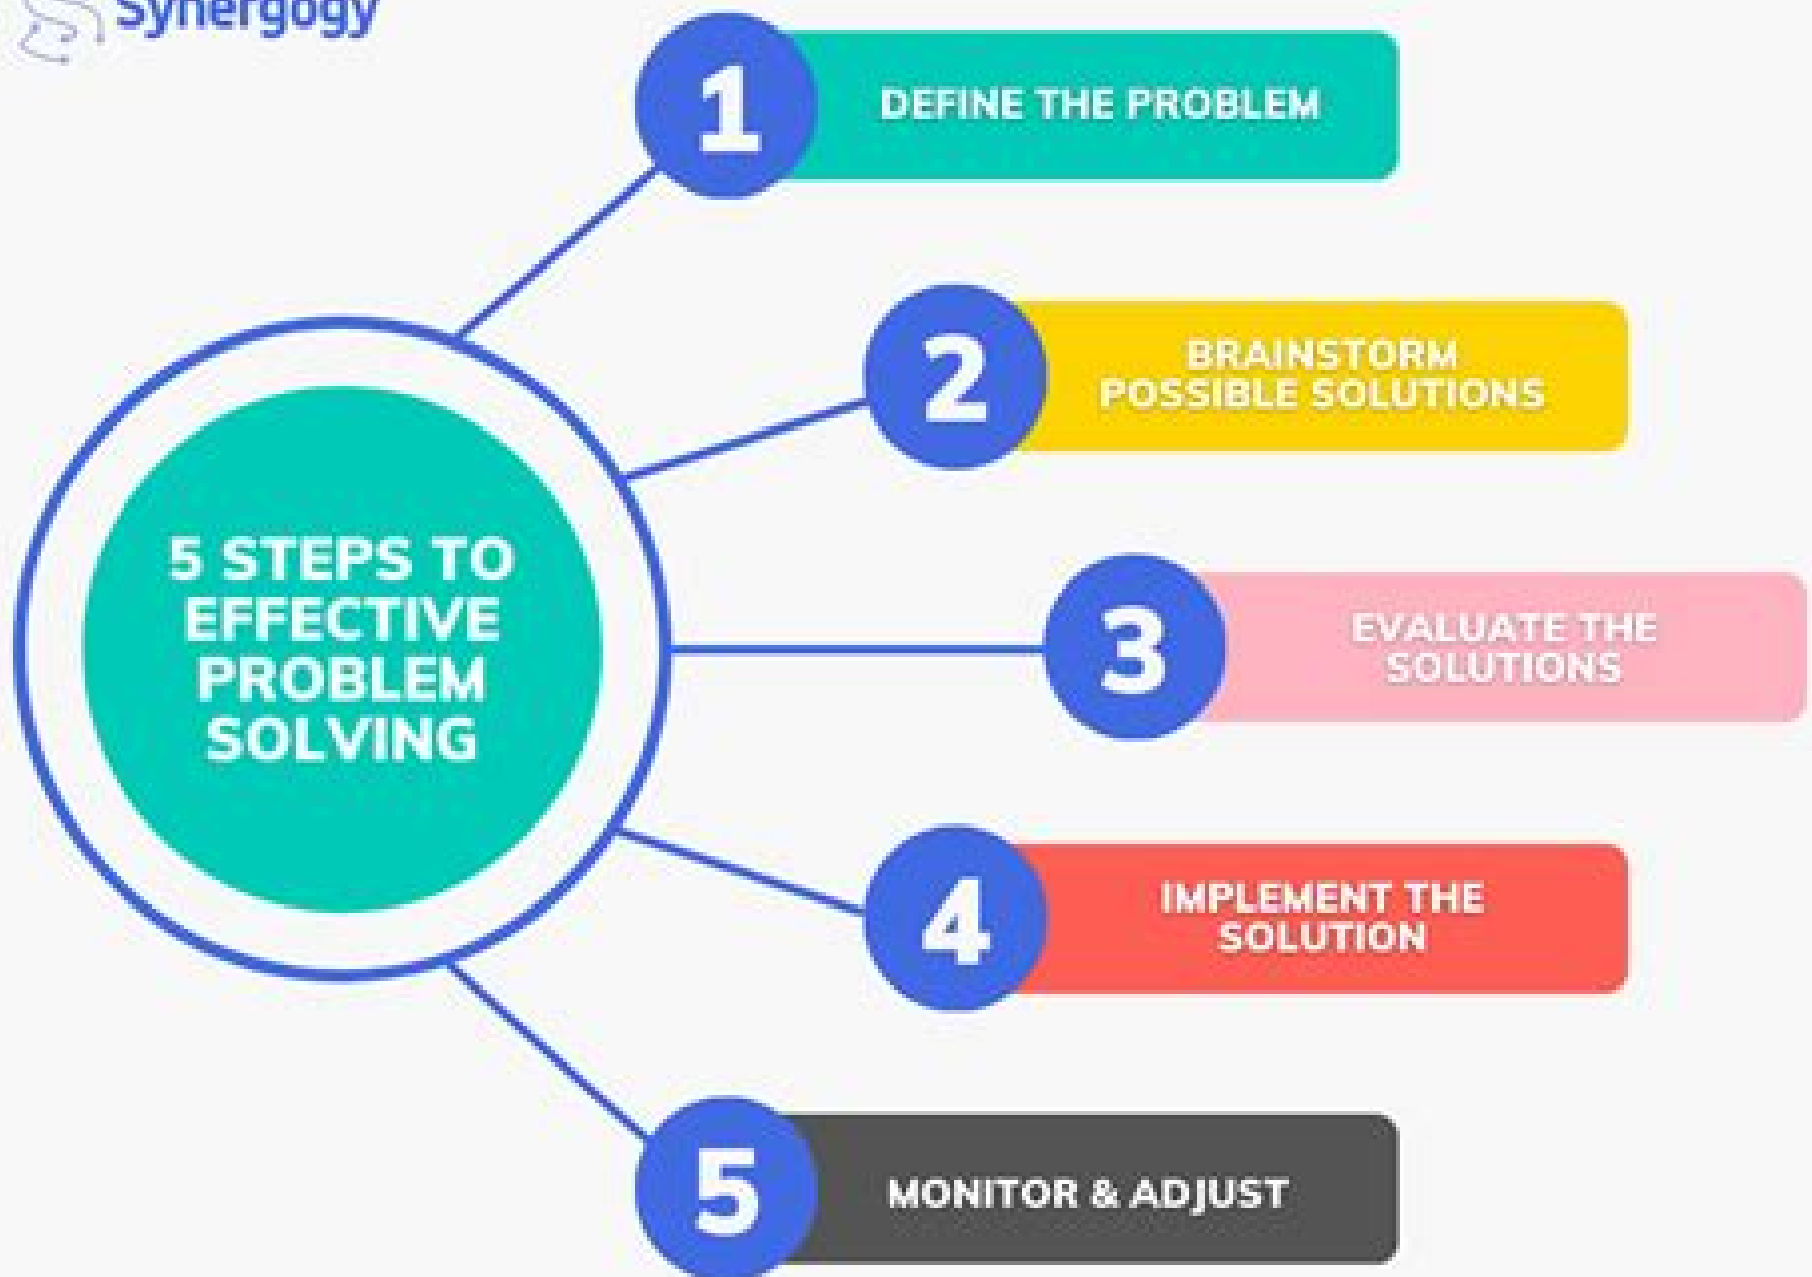 Synergogy
1
DEFINE THE PROBLEM
2
BRAINSTORM
POSSIBLE SOLUTIONS
5 STEPS TO
EFFECTIVE
PROBLEM
SOLVING
3
EVALUATE THE
SOLUTIONS
4
IMPLEMENT THE
SOLUTION
5
MONITOR & ADJUST